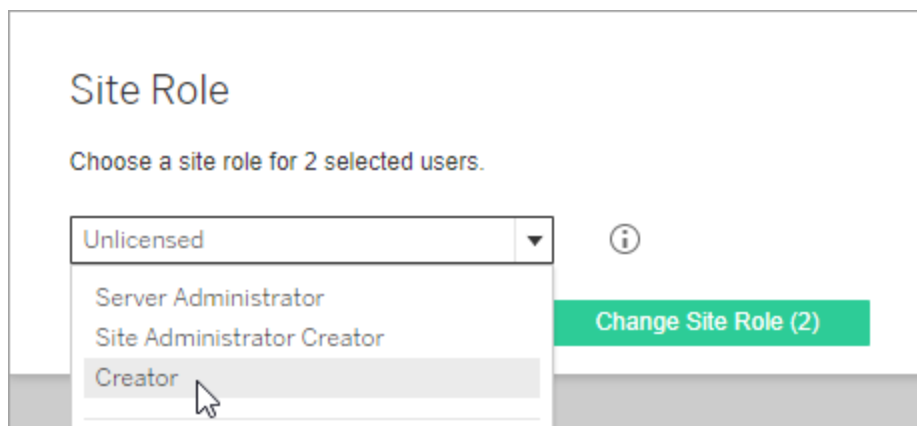 Site Role
Choose a site role for 2 selected users.
Unlicensed
Server Administrator
Site Administrator Creator
Change Site Role (2)
Creator